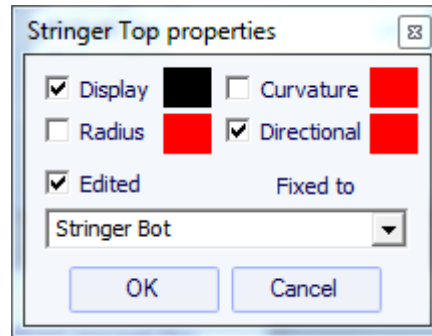 Stringer Top properties
Display Curvature
Radius Directional
Edited Fixed to
Stringer Bot
OK Cancel